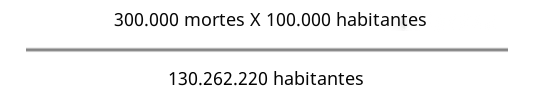 300.000 mortes X 100.000 habitantes
130.262.220 habitantes